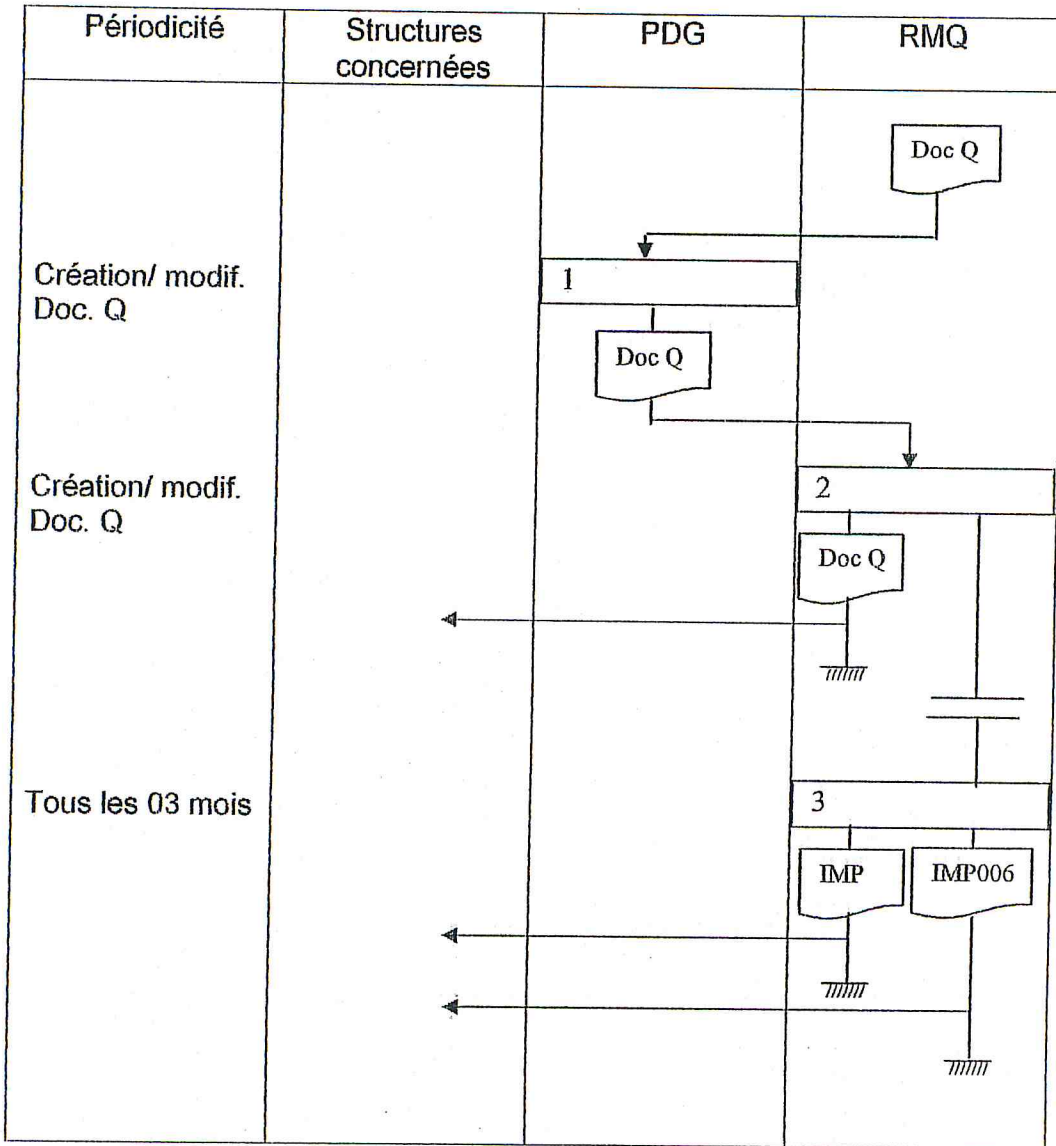 Périodicité
Structures
concernées
PDG
RMQ
Doc Q
Création/ modif.
Doc. Q
1
Doc Q
Création/ modif.
Doc. Q
2
Doc Q
Tous les 03 mois
3
IMP
IMP006